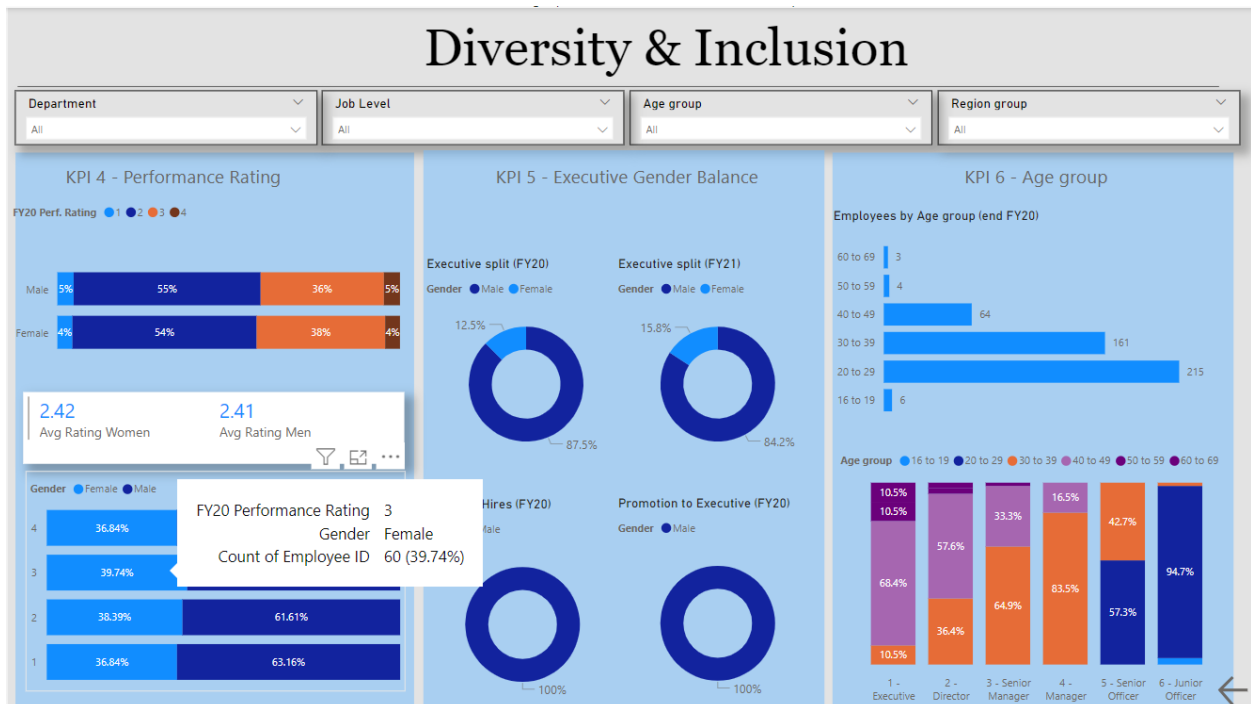 Diversity & Inclusion
Department
All
Job Level
All
Age group
All
Region group
All
KPI 4 - Performance Rating
FY20 Perf. Rating 1 2 3 4
Male 5% 55% 36% 5%
Female 4% 54% 38% 4%
2.42 2.41
Avg Rating Women Avg Rating Men
Gender Female Male
4 36.84%
3 39.74%
2 38.39% 61.61%
1 36.84% 63.16%
FY20 Performance Rating 3
Gender Female
Count of Employee ID 60 (39.74%)
KPI 5 - Executive Gender Balance
Executive split (FY20)
Gender Male Female
12.5%
87.5%
Executive split (FY21)
Gender Male Female
15.8%
84.2%
Hires (FY20)
Male
100%
Promotion to Executive (FY20)
Gender Male
100%
KPI 6 - Age group
Employees by Age group (end FY20)
60 to 69 3
50 to 59 4
40 to 49 64
30 to 39 161
20 to 29 215
16 to 19 6
Age group 16 to 19 20 to 29 30 to 39 40 to 49 50 to 59 60 to 69
10.5%
10.5%
68.4%
10.5%
57.6%
36.4%
33.3%
64.9%
16.5%
83.5%
42.7%
57.3%
94.7%
1 - Executive
2 - Director
3 - Senior Manager
4 - Manager
5 - Senior Officer
6 - Junior Officer